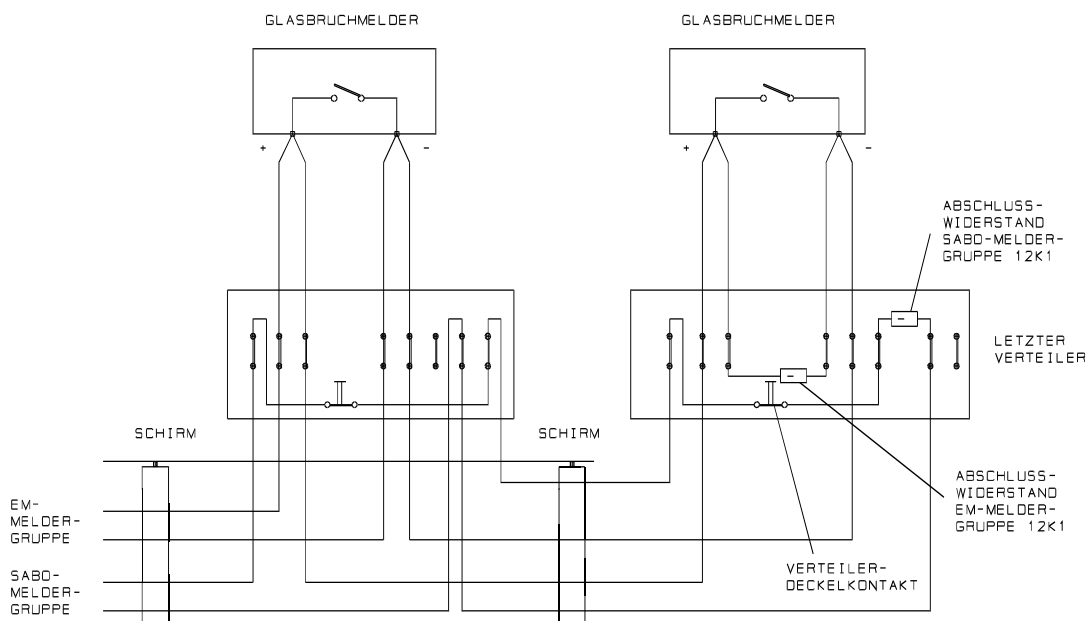 GLASBRUCHMELDER
GLASBRUCHMELDER
+
-
+
-
ABSCHLUSS-
WIDERSTAND
SABO-MELDER-
GRUPPE 12K1
LETZTER
VERTEILER
SCHIRM
SCHIRM
EM-
MELDER-
GRUPPE
ABSCHLUSS-
WIDERSTAND
EM-MELDER-
GRUPPE 12K1
SABO-
MELDER-
GRUPPE
VERTEILER-
DECKELKONTAKT